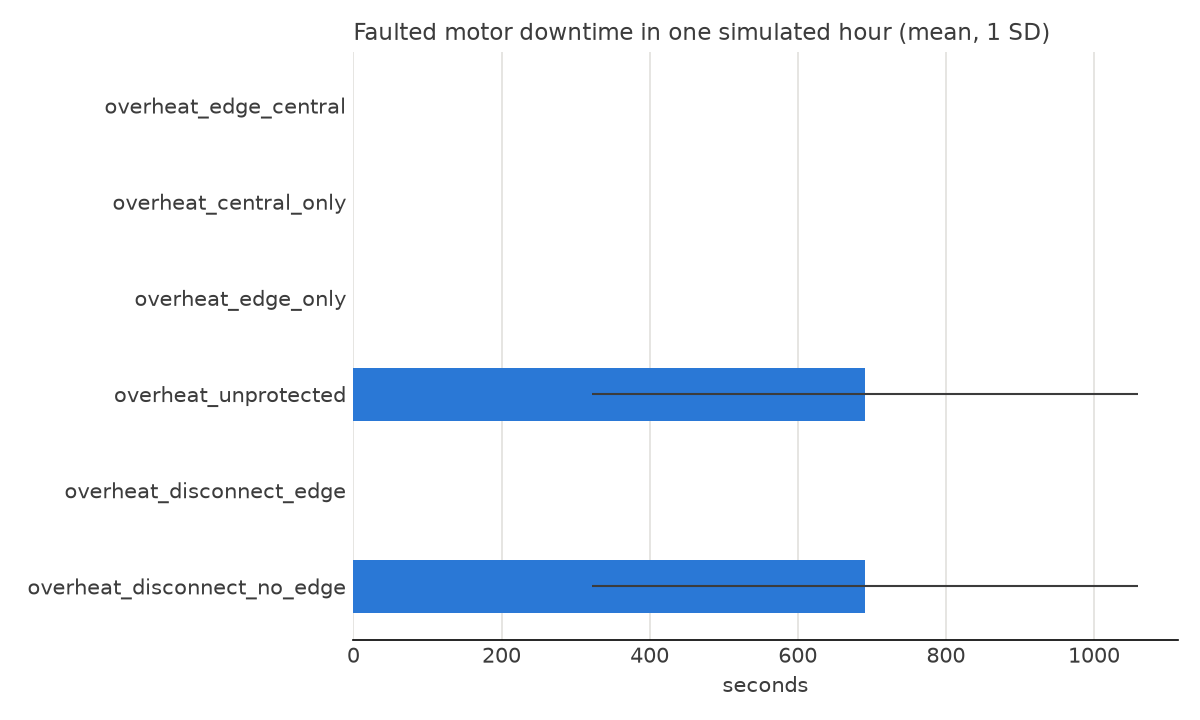 Faulted motor downtime in one simulated hour (mean, 1 SD)
overheat_edge_central
overheat_central_only
overheat_edge_only
overheat_unprotected
overheat_disconnect_edge
overheat_disconnect_no_edge
0 200 400 600 800 1000
seconds